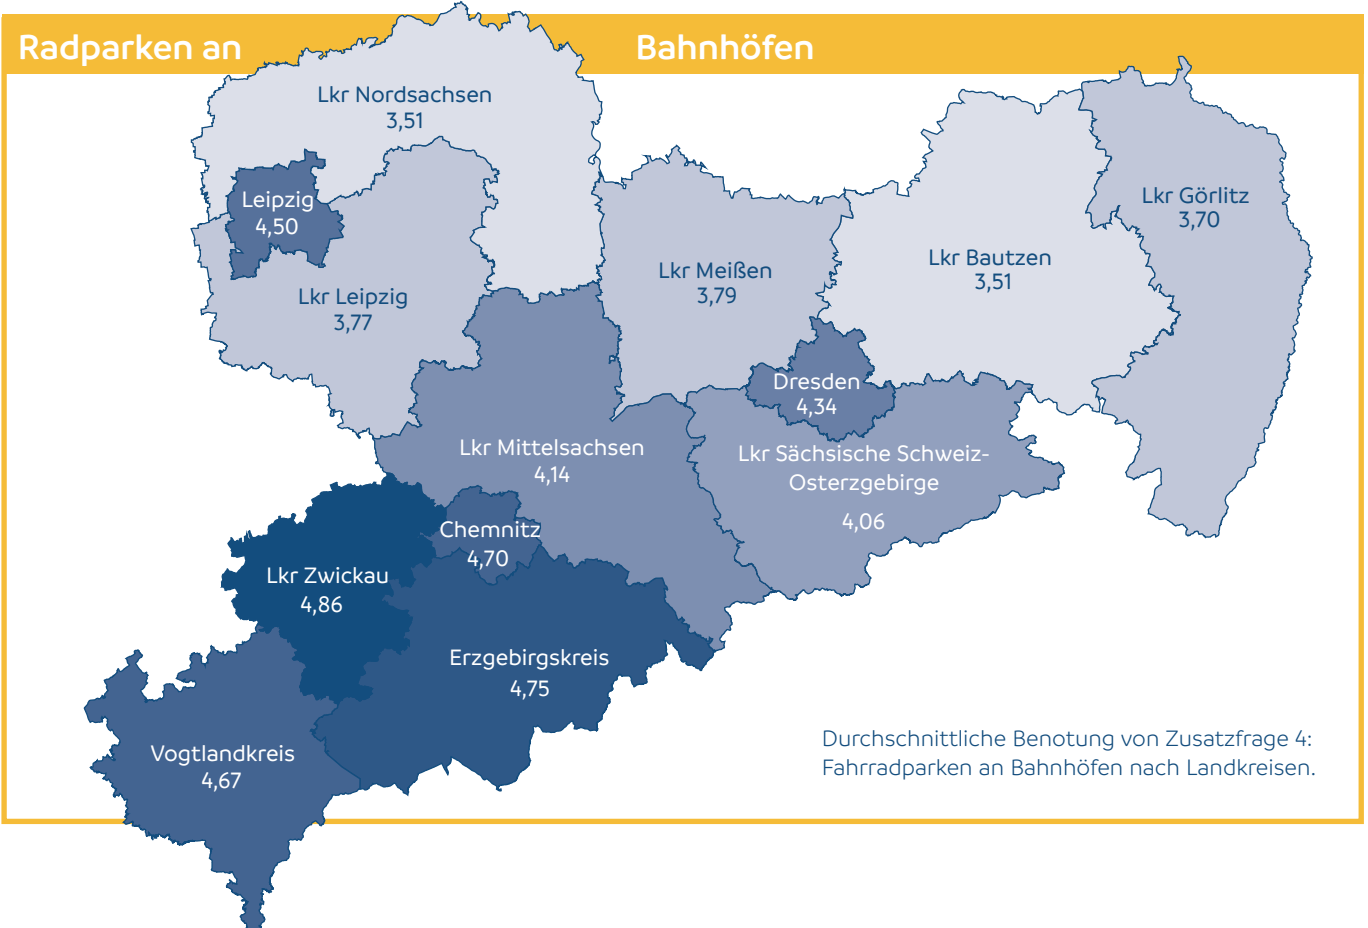 Radparken an Bahnhöfen
Lkr Nordsachsen
3,51
Leipzig
4,50
Lkr Leipzig
3,77
Lkr Meißen
3,79
Lkr Bautzen
3,51
Lkr Görlitz
3,70
Dresden
4,34
Lkr Mittelsachsen
4,14
Lkr Sächsische Schweiz-
Osterzgebirge
4,06
Chemnitz
4,70
Lkr Zwickau
4,86
Erzgebirgskreis
4,75
Vogtlandkreis
4,67
Durchschnittliche Benotung von Zusatzfrage 4:
Fahrradparken an Bahnhöfen nach Landkreisen.